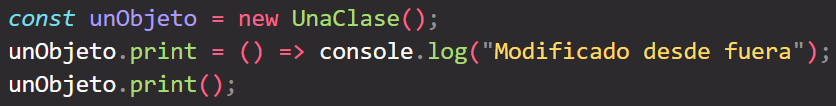 const unObjeto = new UnaClase();
unObjeto.print = () => console.log("Modificado desde fuera");
unObjeto.print();